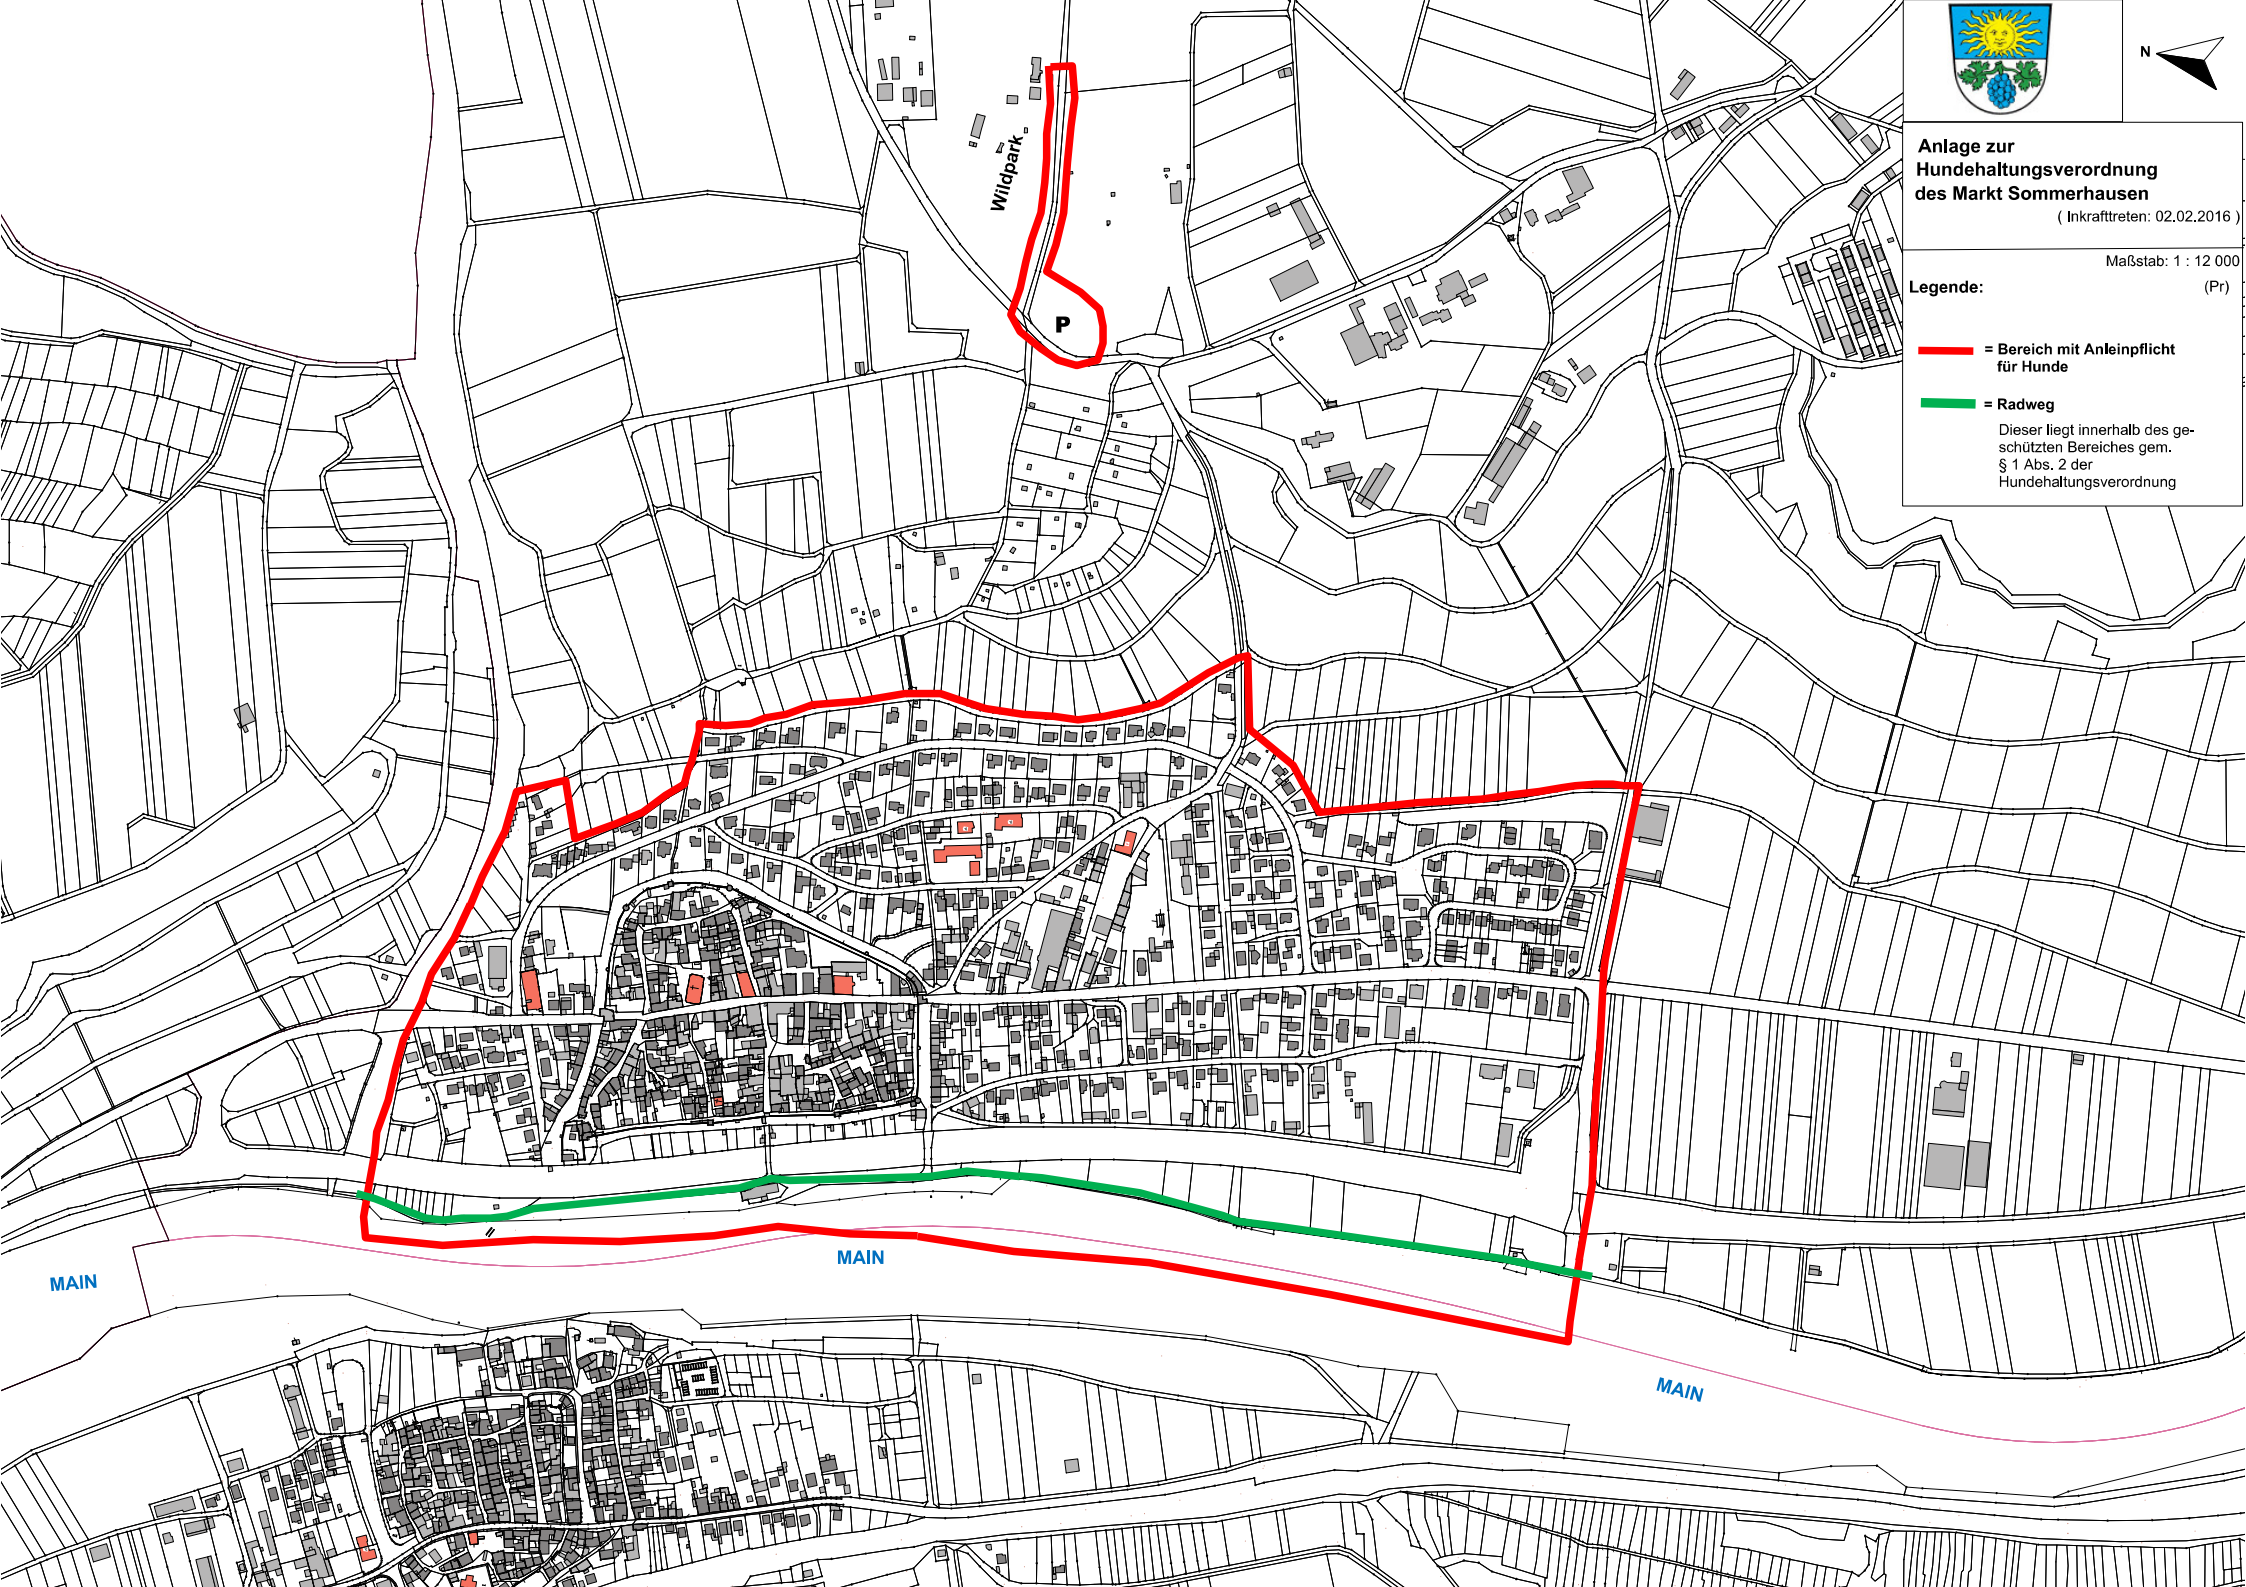 N
Anlage zur
Hundehaltungsverordnung
des Markt Sommerhausen
( Inkrafttreten: 02.02.2016 )
Maßstab: 1 : 12 000
Legende:
(Pr)
= Bereich mit Anleinpflicht
für Hunde
= Radweg
Dieser liegt innerhalb des ge-
schützten Bereiches gem.
§ 1 Abs. 2 der
Hundehaltungsverordnung
Wildpark
P
MAIN
MAIN
MAIN